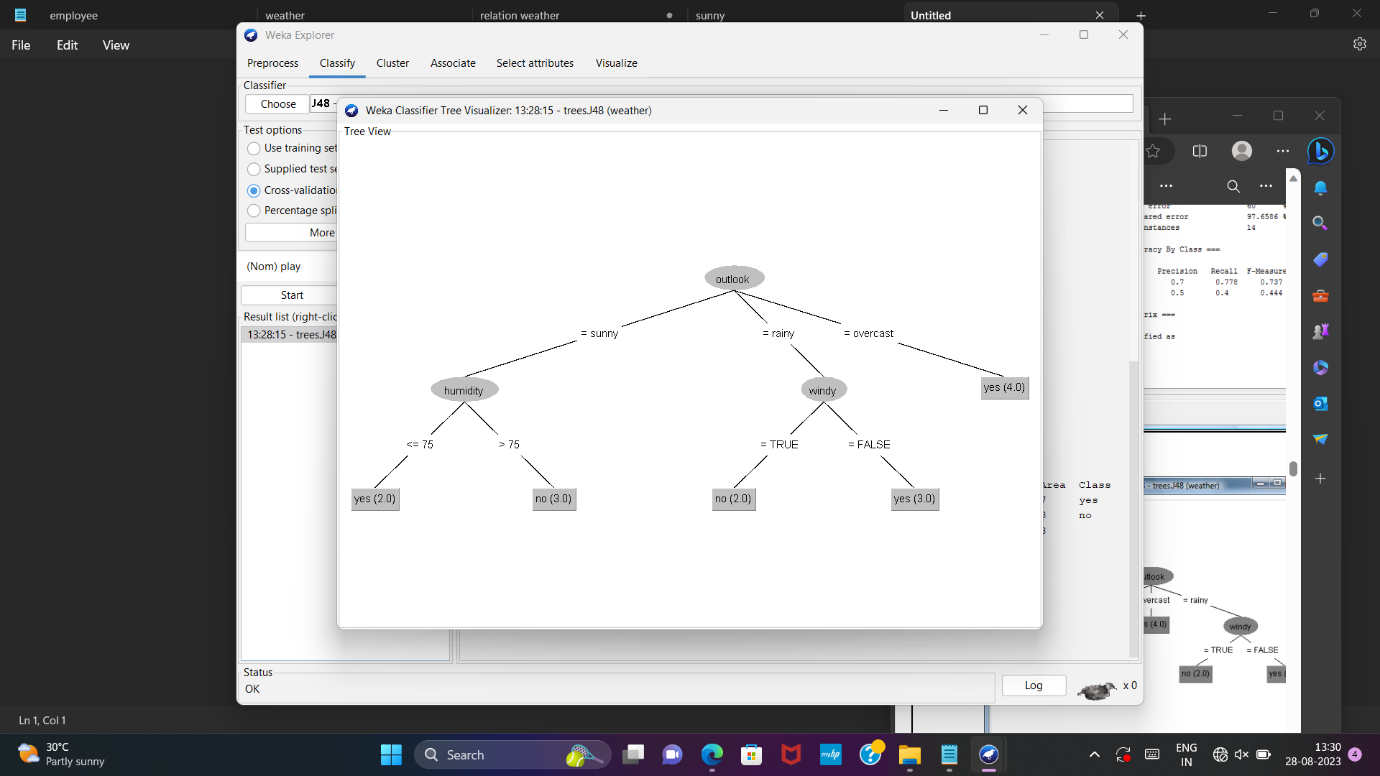 employee
weather
relation weather
sunny
Untitled
File
Edit
View
Weka Explorer
Preprocess
Classify
Cluster
Associate
Select attributes
Visualize
Classifier
Choose
J48
Weka Classifier Tree Visualizer: 13:28:15 - trees.J48 (weather)
Test options
Tree View
Use training set
Supplied test se
Cross-validation
Percentage spli
More
(Nom) play
Start
Result list (right-clic
13:28:15 - trees.J48
outlook
= sunny
= rainy
= overcast
humidity
windy
yes (4.0)
<= 75
> 75
= TRUE
= FALSE
yes (2.0)
no (3.0)
no (2.0)
yes (3.0)
Area Class
yes
no
Status
OK
Log
x 0
ared error 97.6586 %
nstances 14
racy By Class ===
Precision Recall F-Measure
0.7 0.778 0.737
0.5 0.4 0.444
rix ===
fied as
- trees.J48 (weather)
utlook
vercast = rainy
s (4.0)
windy
= TRUE = FALSE
no (2.0) yes (
Ln 1, Col 1
30°C
Partly sunny
Search
myhp
ENG
IN
13:30
28-08-2023
4